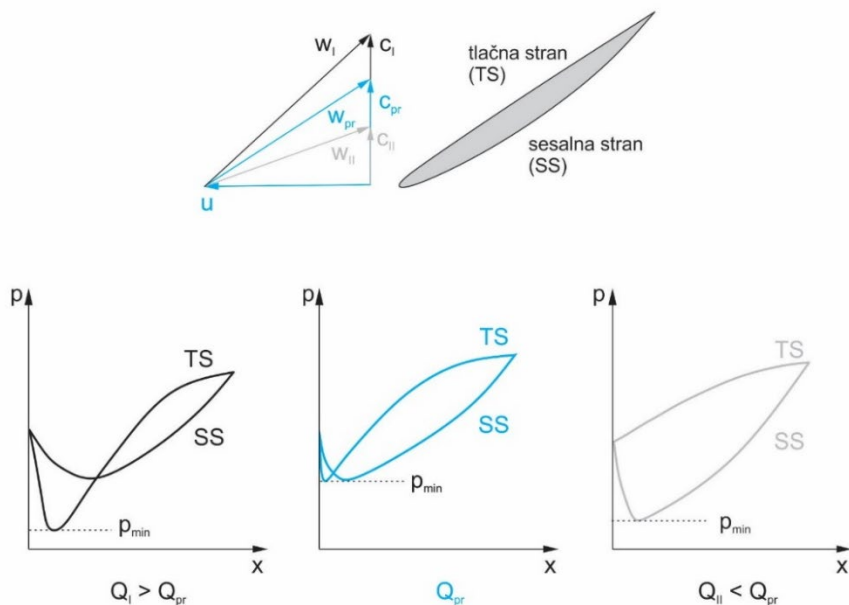 w_I
c_I
tlačna stran
(TS)
c_pr
w_pr
w_II
c_II
sesalna stran
(SS)
u
p
TS
SS
p_min
x
Q_I > Q_pr
p
TS
SS
p_min
x
Q_pr
p
TS
SS
p_min
x
Q_II < Q_pr